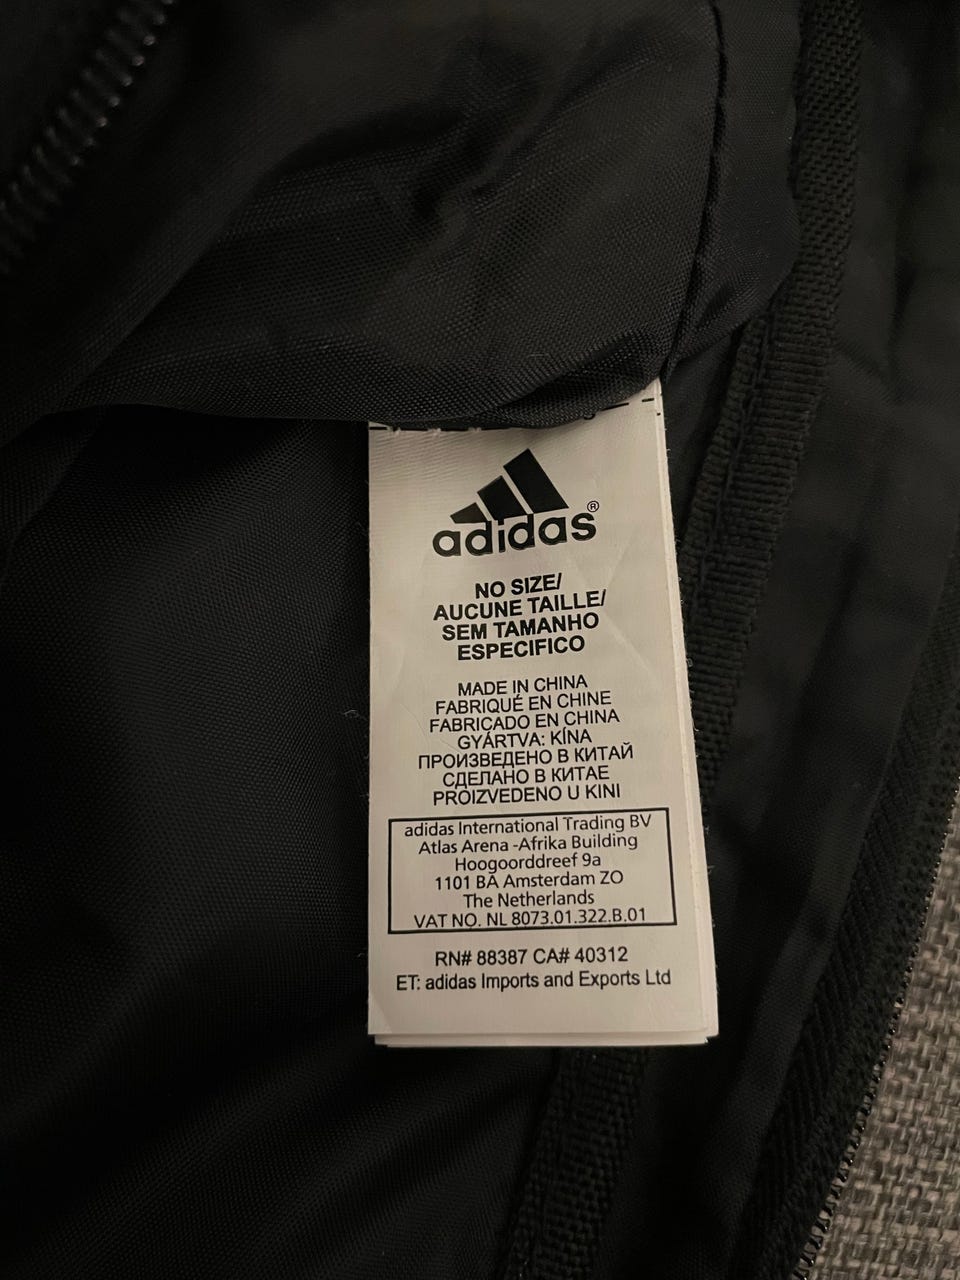 adidas®
NO SIZE/
AUCUNE TAILLE/
SEM TAMANHO
ESPECIFICO
MADE IN CHINA
FABRIQUÉ EN CHINE
FABRICADO EN CHINA
GYÁRTVA: KÍNA
ПРОИЗВЕДЕНО В КИТАЙ
СДЕЛАНО В КИТАЕ
PROIZVEDENO U KINI
adidas International Trading BV
Atlas Arena -Afrika Building
Hoogoorddreef 9a
1101 BA Amsterdam ZO
The Netherlands
VAT NO. NL 8073.01.322.B.01
RN# 88387 CA# 40312
ET: adidas Imports and Exports Ltd